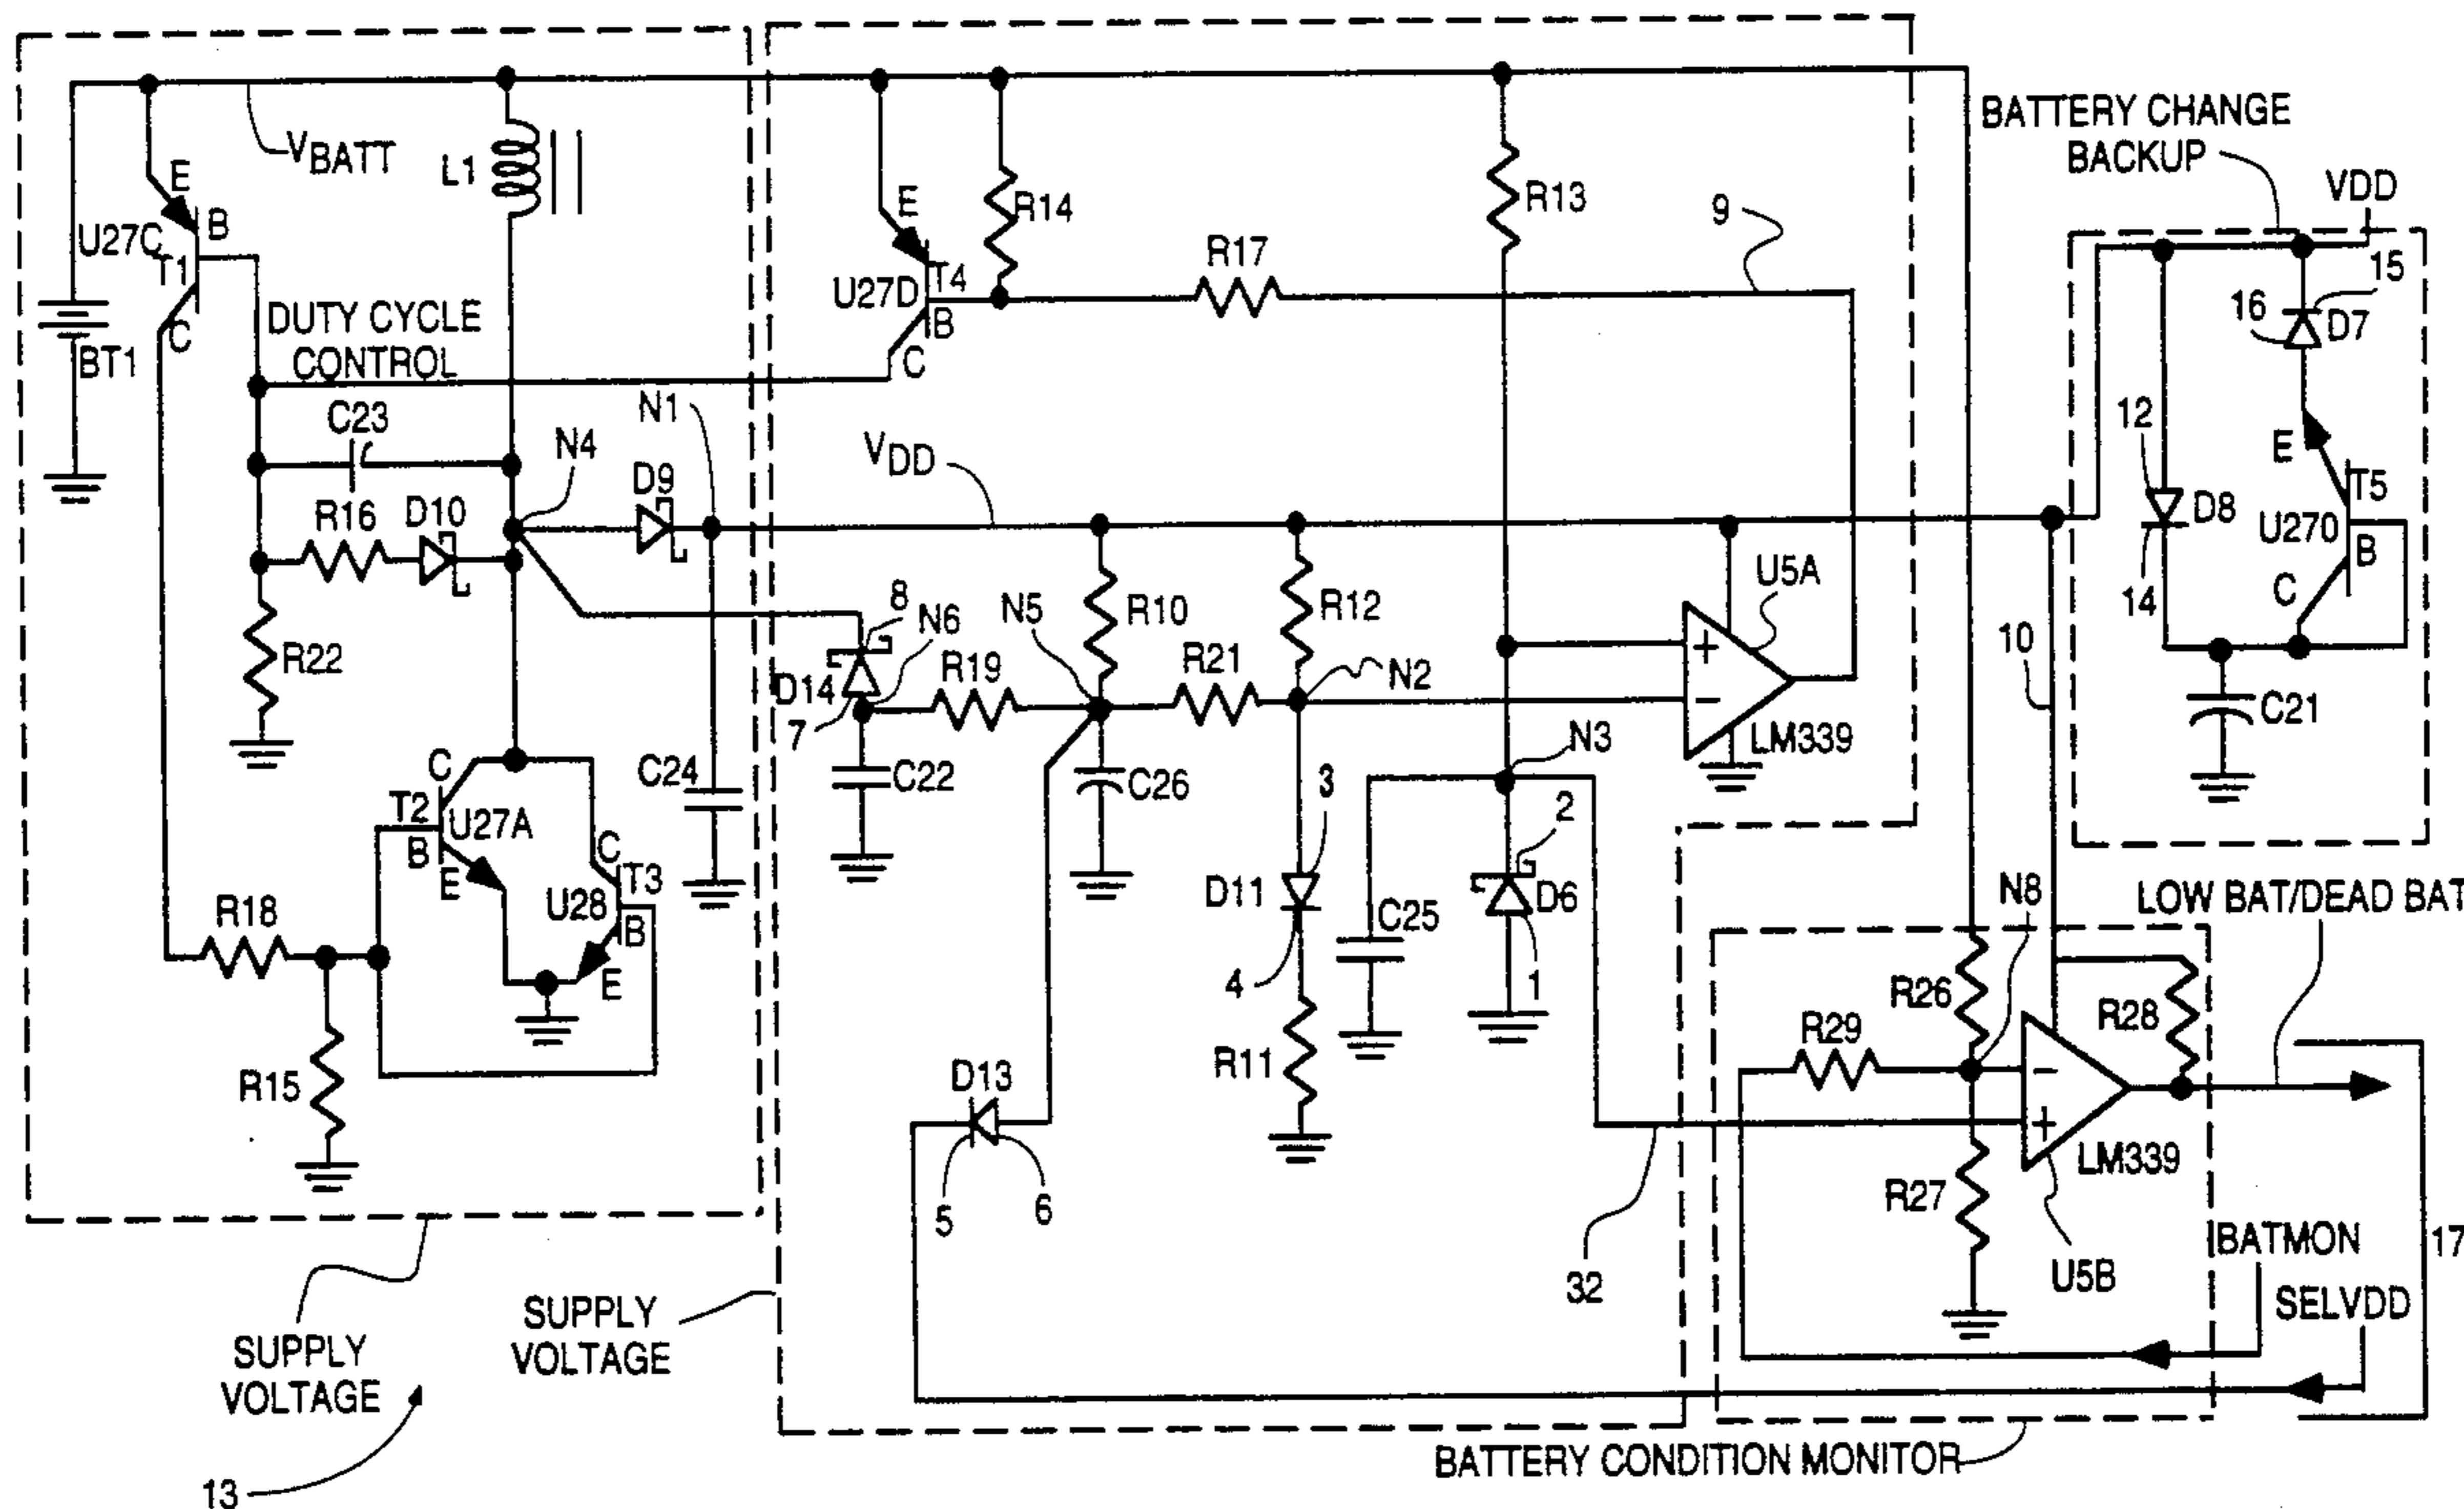 BATTERY CHANGE
BACKUP
VDD
VBATT
L1
E
B
U27C
T1
C
BT1
DUTY CYCLE
CONTROL
E
R14
T4
U27D
B
C
R17
9
R13
15
16
D7
12
E
D8
T5
U270
B
14
C
C21
10
C23
N4
N1
D9
VDD
R16
D10
R22
8
N6
N5
R10
R12
U5A
D14
7
R19
R21
N2
+
-
LM339
C22
C26
N3
C24
3
2
C
T2
U27A
B
E
C
T3
U28
B
E
R18
R15
D11
4
C25
D6
1
R11
D13
5
6
N8
LOW BAT/DEAD BAT
R26
R29
R28
-
+
LM339
R27
U5B
BATMON
SELVDD
17
32
SUPPLY
VOLTAGE
SUPPLY
VOLTAGE
13
BATTERY CONDITION MONITOR